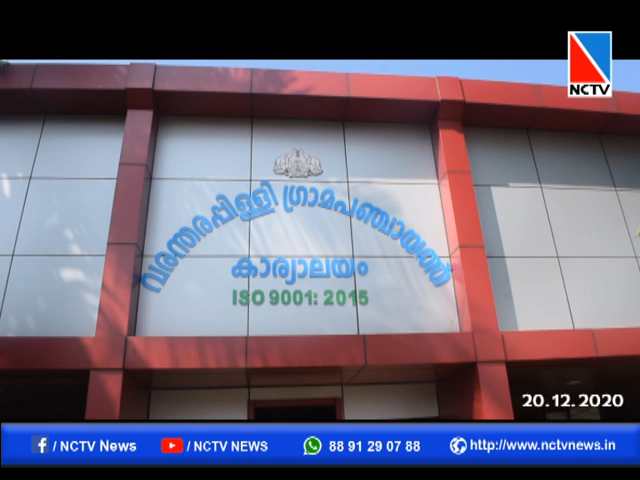 NCTV
വരന്തരപ്പിള്ളി ഗ്രാമപഞ്ചായത്ത്
കാര്യാലയം
ISO 9001: 2015
20.12.2020
/ NCTV News
/ NCTV NEWS
88 91 29 07 88
http://www.nctvnews.in